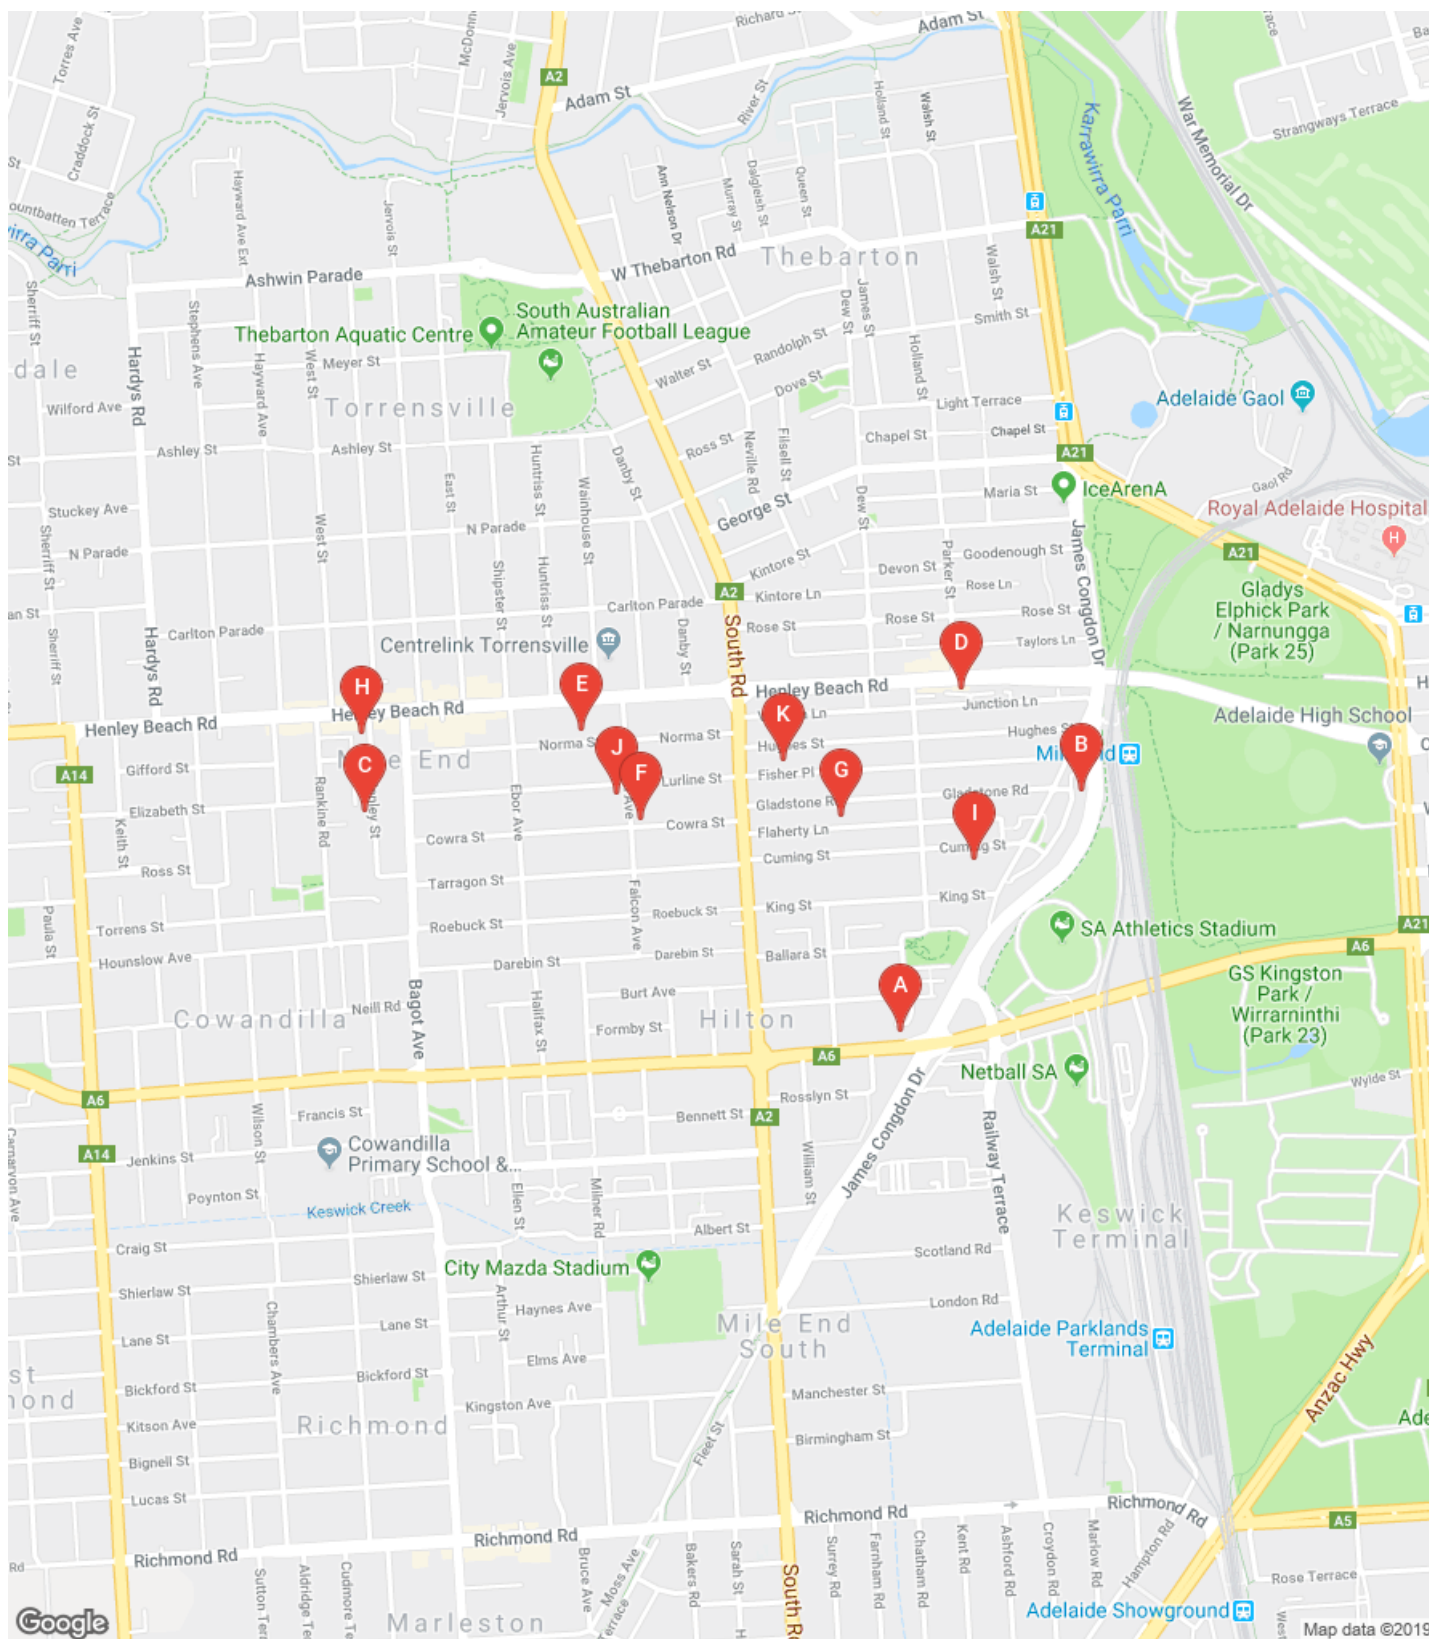 Richard St
Adam St
Torres Ave
Jervois Ave
A2
Adam St
River St
Holland St
Walsh St
Karrawirra Parri
War Memorial Dr
Strangways Terrace
Craddock St
Hayward Ave Ext
Jervois St
Ann Nelson Dr
Murray St
Dalgleish St
Queen St
A21
Ashwin Parade
W Thebarton Rd
Thebarton
Walsh St
Sherriff St
Stephens Ave
South Australian
Amateur Football League
Thebarton Aquatic Centre
Dew St
James St
Smith St
Hardys Rd
Hayward Ave
West St
Meyer St
Randolph St
Holland St
Walter St
Dove St
Wilford Ave
Torrensville
Light Terrace
Adelaide Gaol
Ashley St
Ashley St
Ross St
Neville Rd
Filsell St
Chapel St
Chapel St
A21
East St
Huntriss St
Wainhouse St
Danby St
Maria St
IceArenA
Gaol Rd
Stuckey Ave
Sherriff St
West St
N Parade
George St
Dew St
James Congdon Dr
Royal Adelaide Hospital
H
N Parade
Shipster St
Huntriss St
Kintore St
Parker St
Goodenough St
A21
Devon St
Rose Ln
A2
Kintore Ln
Gladys
Elphick Park
/ Narnungga
(Park 25)
Carlton Parade
Rose St
Rose St
Carlton Parade
Sherriff St
Hardys Rd
Centrelink Torrensville
Danby St
South Rd
Taylors Ln
D
H
E
Henley Beach Rd
Junction Ln
Henley Beach Rd
K
Adelaide High School
Norma St
Hughes St
Hughes St
B
A14
Gifford St
C
J
F
Lurline St
Fisher Pl
G
Elizabeth St
Rankine Rd
Ebor Ave
Gladstone Rd
I
Keith St
Cowra St
Cowra St
Flaherty Ln
Cuming St
Cuming St
Ross St
Tarragon St
Falcon Ave
King St
King St
Paula St
Torrens St
Roebuck St
Roebuck St
SA Athletics Stadium
A21
Hounslow Ave
Darebin St
Darebin St
Ballara St
A6
Neill Rd
Bagot Ave
Halifax St
Burt Ave
A
GS Kingston
Park /
Wirrarninthi
(Park 23)
Cowandilla
Formby St
Hilton
A6
Netball SA
Wylde St
A6
Rosslyn St
James Congdon Dr
Railway Terrace
Wilson St
Francis St
Bennett St
A2
A14
Jenkins St
Cowandilla
Primary School &...
William St
Carnarvon Ave
Poynton St
Keswick Creek
Ellen St
Milner Rd
Albert St
Keswick
Terminal
Craig St
Scotland Rd
City Mazda Stadium
Shierlaw St
Shierlaw St
Arthur St
Haynes Ave
London Rd
Chambers Ave
Lane St
Lane St
Mile End
South
Adelaide Parklands
Terminal
Elms Ave
Anzac Hwy
Bickford St
Bickford St
Manchester St
Kitson Ave
Richmond
Kingston Ave
Fleet St
Birmingham St
Bignell St
Lucas St
Richmond Rd
Richmond Rd
Richmond Rd
A5
Richmond Rd
Bruce Ave
Moss Ave
Bakers Rd
Sarah St
South Rd
Surrey Rd
Farnham Rd
Chatham Rd
Kent Rd
Ashford Rd
Croydon Rd
Marlow Rd
Hampton Rd
Rose Terrace
Marleston
Adelaide Showground
Google
Map data ©2019